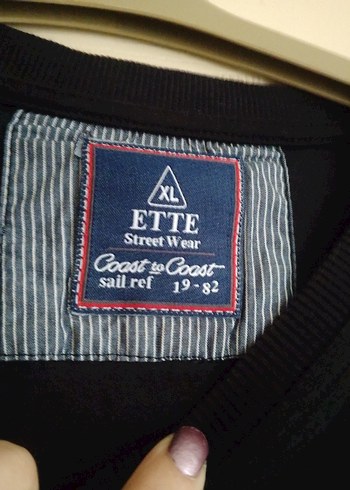 XL
ETTE
Street Wear
Coast to Coast
sail ref 19-82